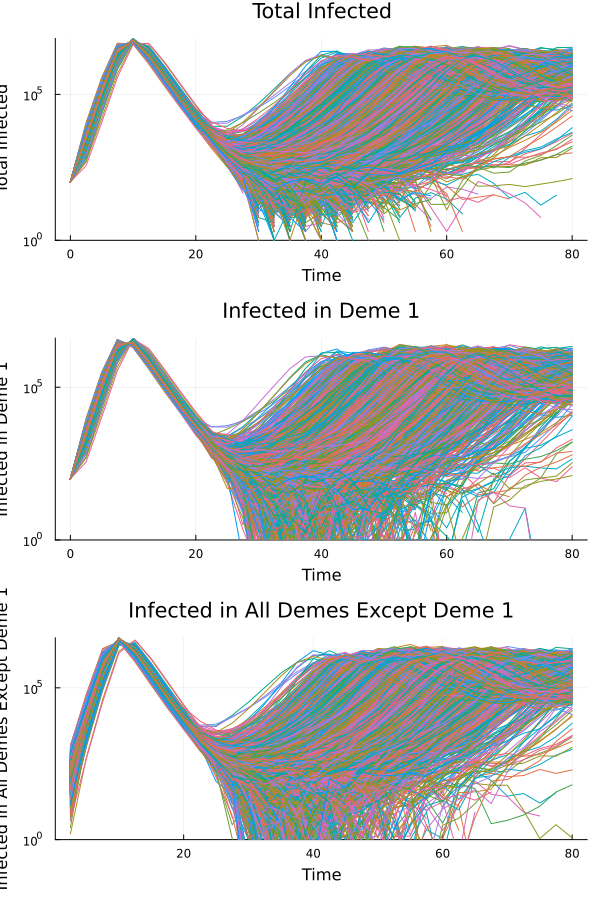 Total Infected
Total Infected
10^5
10^0
0 20 40 60 80
Time
Infected in Deme 1
Infected in Deme 1
10^5
10^0
0 20 40 60 80
Time
Infected in All Demes Except Deme 1
Infected in All Demes Except Deme 1
10^5
10^0
20 40 60 80
Time